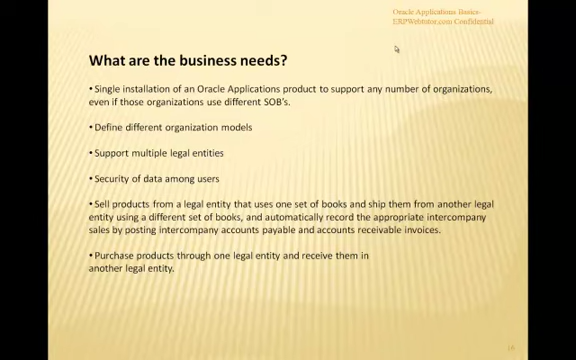 Oracle Applications Basics-
ERPWebtutor.com Confidential
What are the business needs?
• Single installation of an Oracle Applications product to support any number of organizations,
even if those organizations use different SOB's.
• Define different organization models
• Support multiple legal entities
• Security of data among users
• Sell products from a legal entity that uses one set of books and ship them from another legal
entity using a different set of books, and automatically record the appropriate intercompany
sales by posting intercompany accounts payable and accounts receivable invoices.
• Purchase products through one legal entity and receive them in
another legal entity.